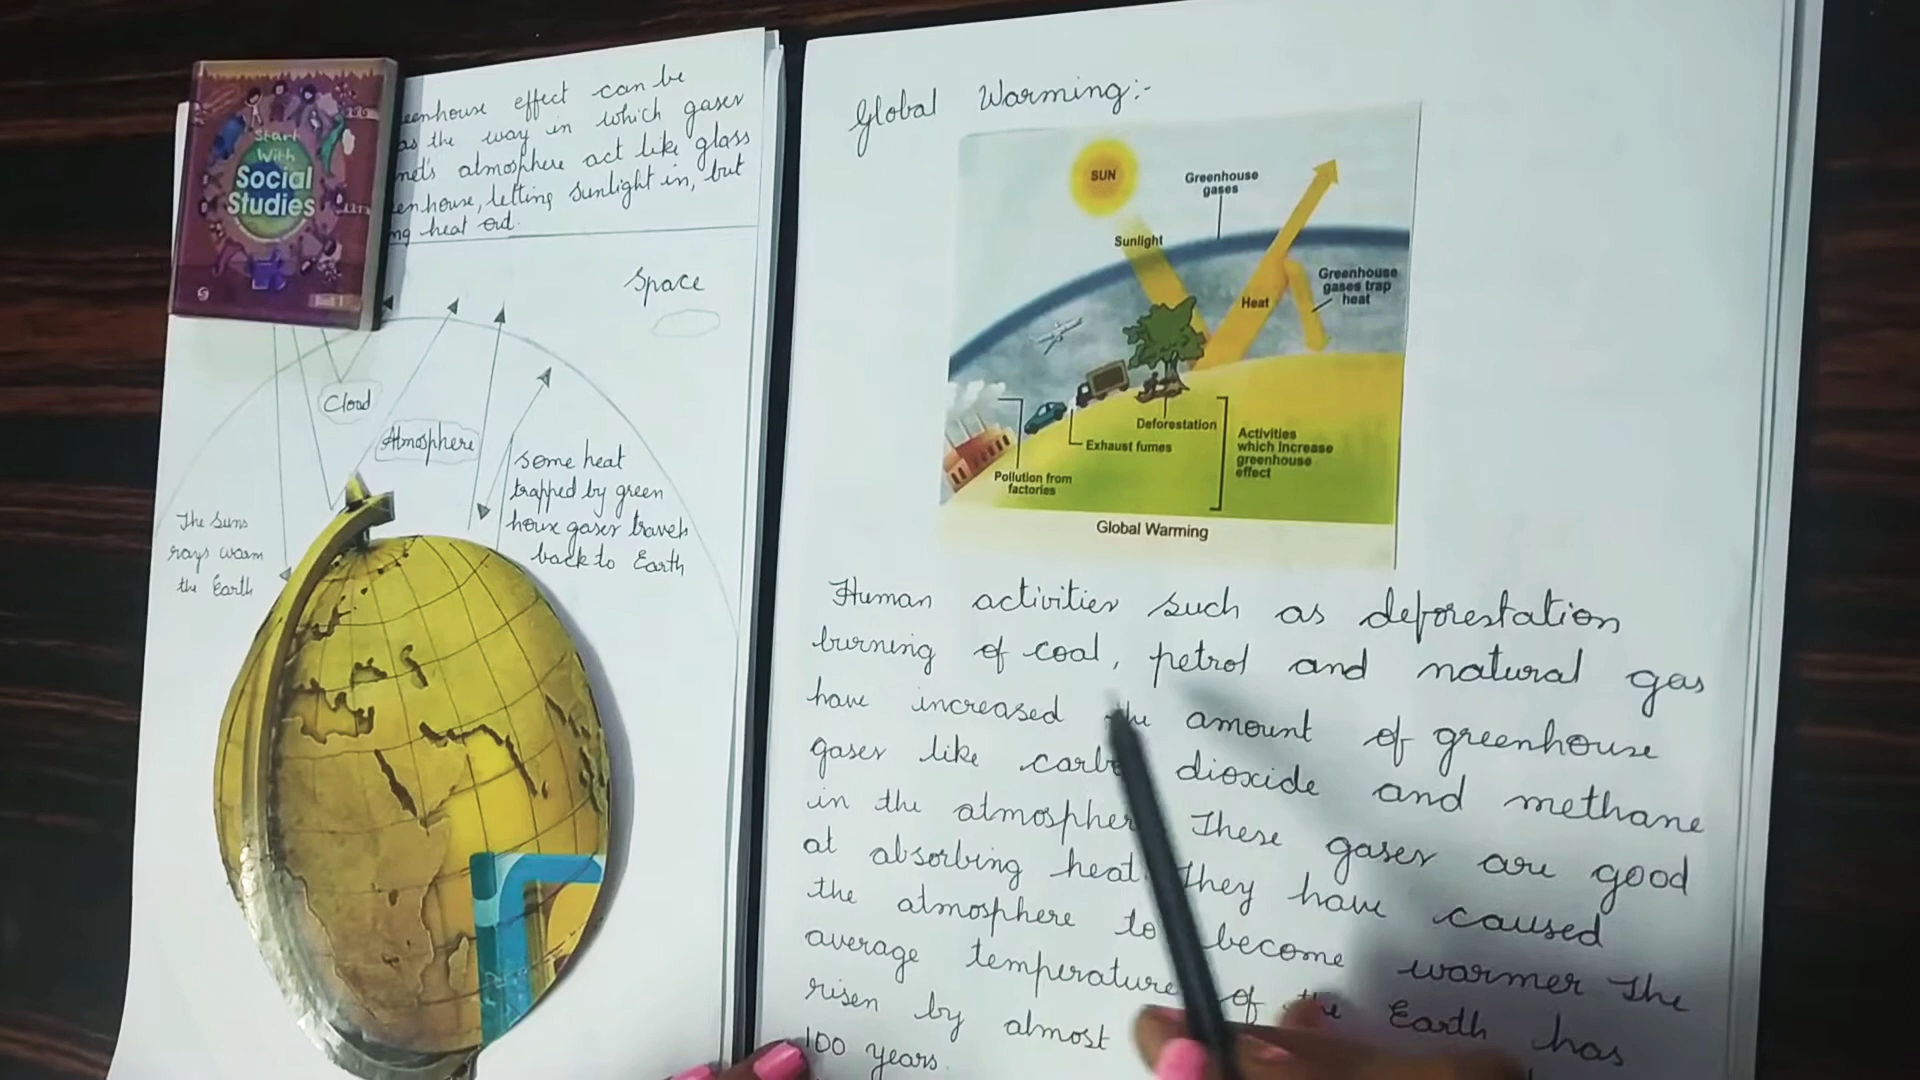 Start
With
Social
Studies
eenhouse effect can be
as the way in which gases
net's atmosphere act like glass
enhouse, letting sunlight in, but
ng heat out.
Space
Cloud
Atmosphere
some heat
trapped by green
house gases travels
back to Earth
The Suns
rays warm
the Earth
Global Warming:-
SUN
Greenhouse
gases
Sunlight
Greenhouse
gases trap
heat
Heat
Deforestation
Exhaust fumes
Pollution from
factories
Activities
which increase
greenhouse
effect
Global Warming
Human activities such as deforestation
burning of coal, petrol and natural gas
have increased the amount of greenhouse
gases like carbo dioxide and methane
in the atmospher These gases are good
at absorbing heat. They have caused
the atmosphere to become warmer The
average temperature of the Earth has
risen by almost
100 years.